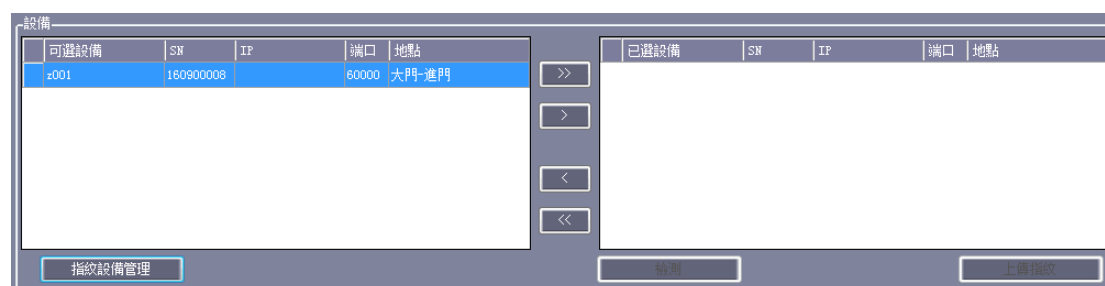 設備
可選設備 SN IP 端口 地點
z001 160900008 60000 大門-進門
>>
>
<
<<
已選設備 SN IP 端口 地點
指紋設備管理
檢測
上傳指紋